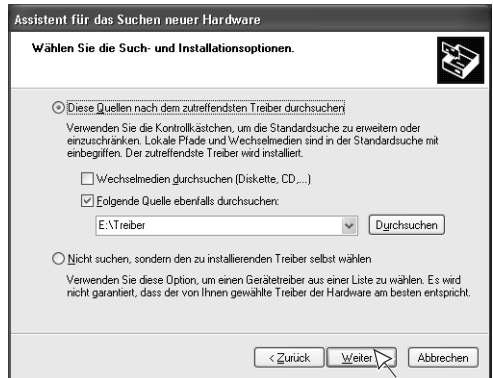 Assistent für das Suchen neuer Hardware
Wählen Sie die Such- und Installationsoptionen.
Diese Quellen nach dem zutreffendsten Treiber durchsuchen
Verwenden Sie die Kontrollkästchen, um die Standardsuche zu erweitern oder
einzuschränken. Lokale Pfade und Wechselmedien sind in der Standardsuche mit
einbegriffen. Der zutreffendste Treiber wird installiert.
Wechselmedien durchsuchen (Diskette, CD,...)
Folgende Quelle ebenfalls durchsuchen:
E:\Treiber
Durchsuchen
Nicht suchen, sondern den zu installierenden Treiber selbst wählen
Verwenden Sie diese Option, um einen Gerätetreiber aus einer Liste zu wählen. Es wird
nicht garantiert, dass der von Ihnen gewählte Treiber der Hardware am besten entspricht.
< Zurück Weiter Abbrechen